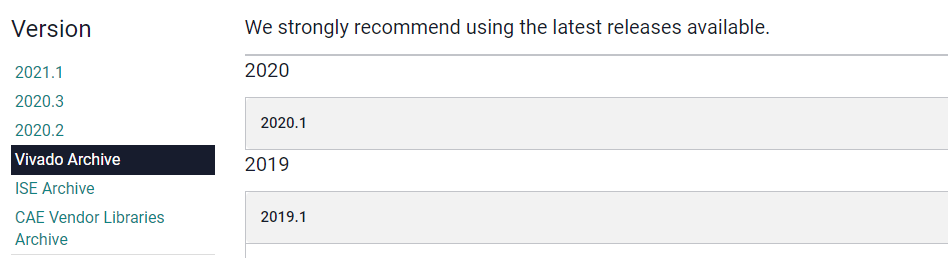 Version
2021.1
2020.3
2020.2
Vivado Archive
ISE Archive
CAE Vendor Libraries
Archive
We strongly recommend using the latest releases available.
2020
2020.1
2019
2019.1